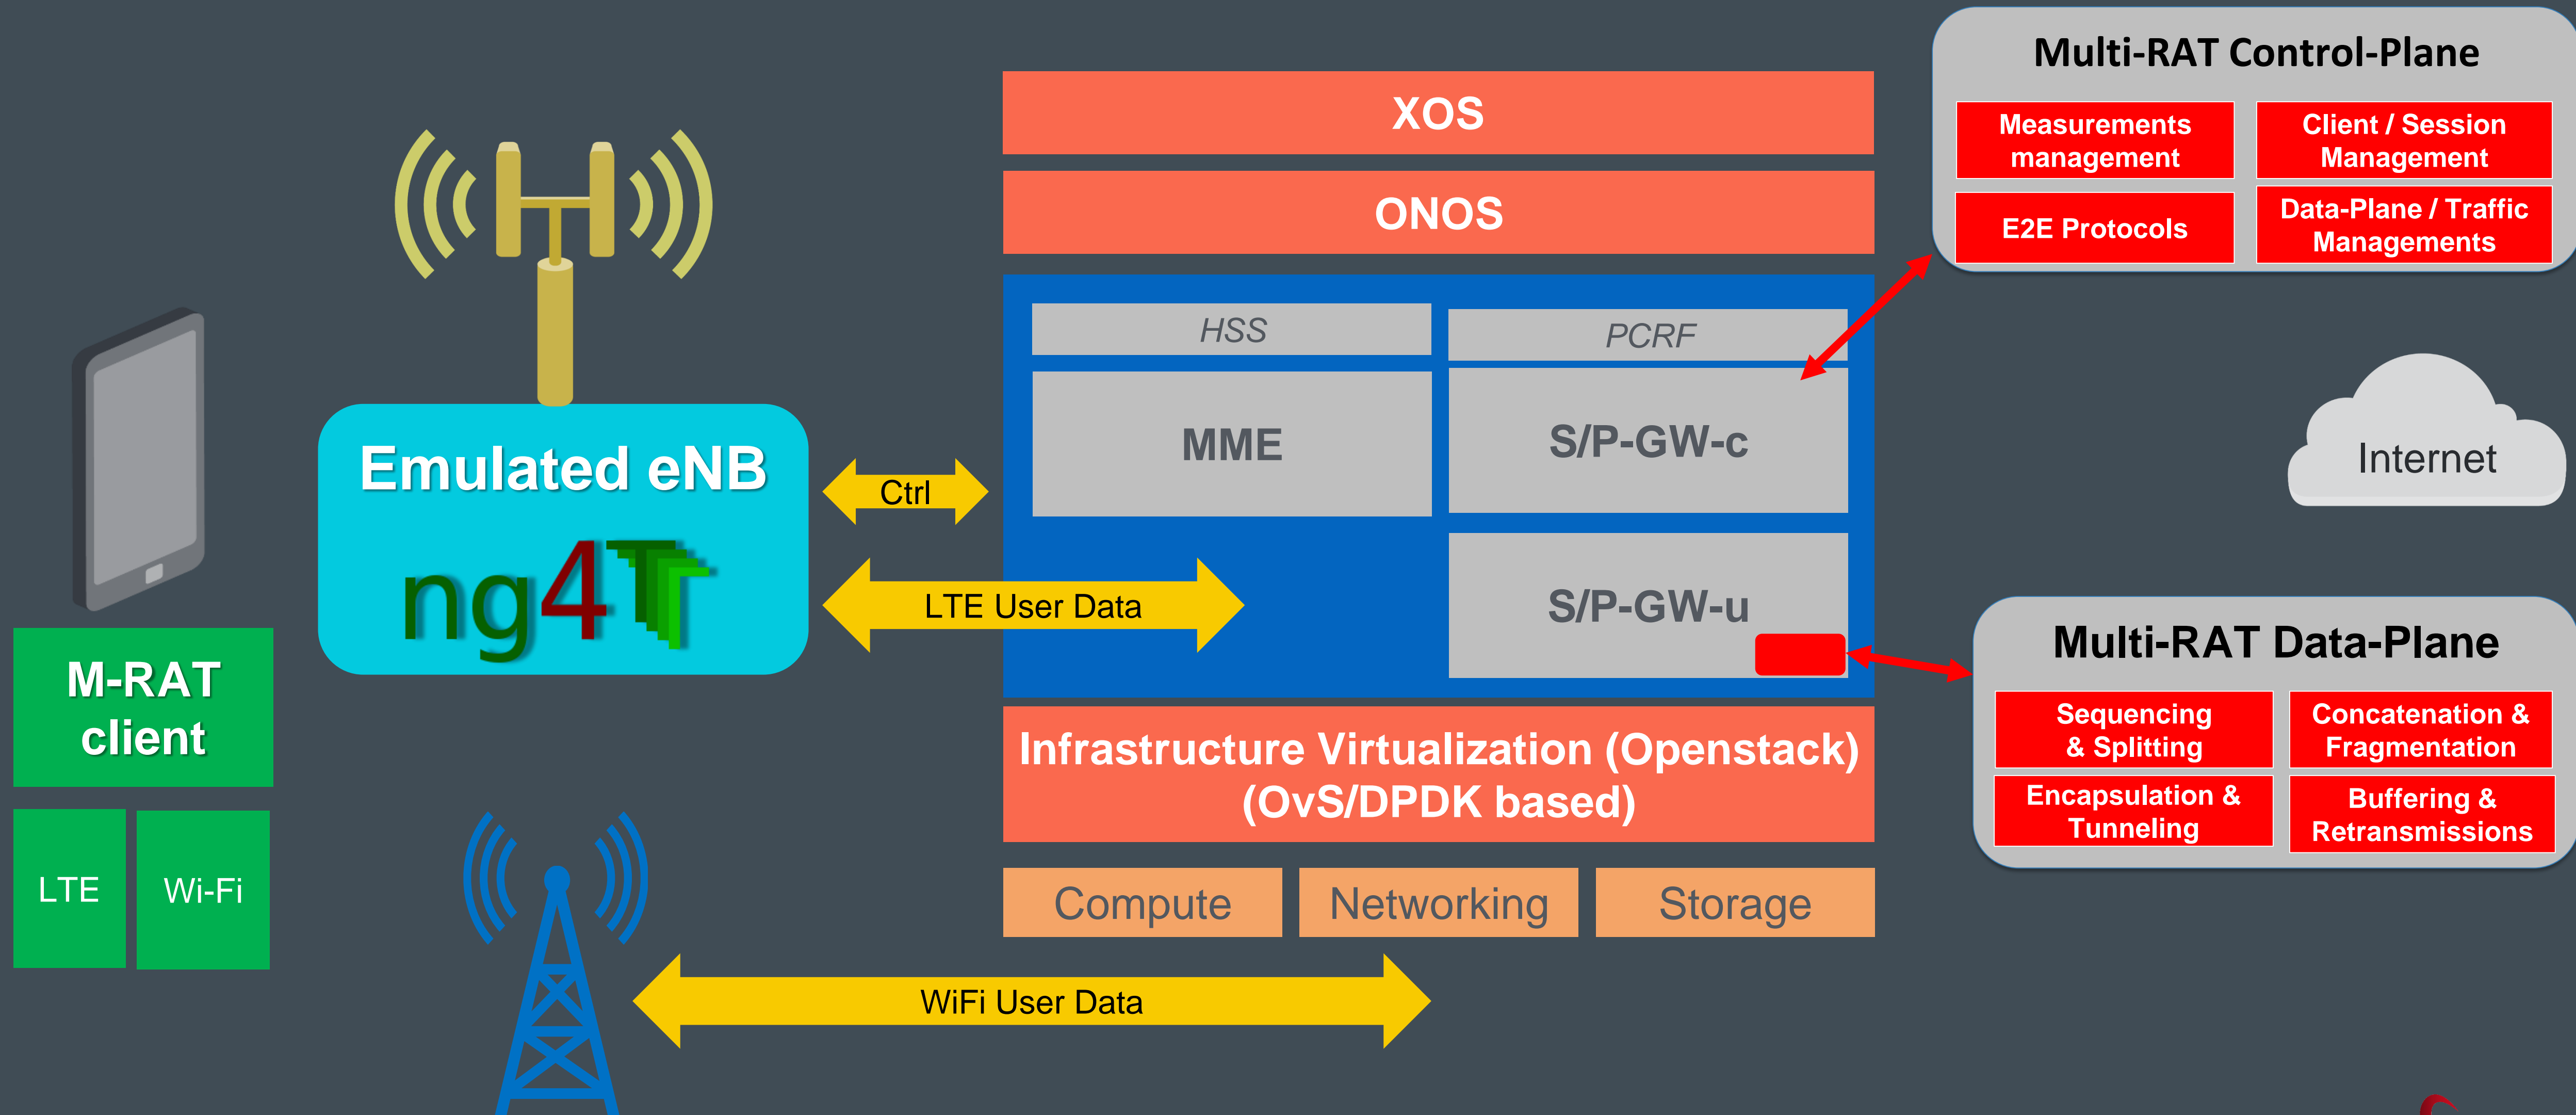 Multi-RAT Control-Plane
Measurements
management
Client / Session
Management
E2E Protocols
Data-Plane / Traffic
Managements
XOS
ONOS
HSS
PCRF
MME
S/P-GW-c
S/P-GW-u
Emulated eNB
ng4T
Ctrl
LTE User Data
Internet
M-RAT
client
LTE
Wi-Fi
Multi-RAT Data-Plane
Sequencing
& Splitting
Concatenation &
Fragmentation
Encapsulation &
Tunneling
Buffering &
Retransmissions
Infrastructure Virtualization (Openstack)
(OvS/DPDK based)
Compute
Networking
Storage
WiFi User Data